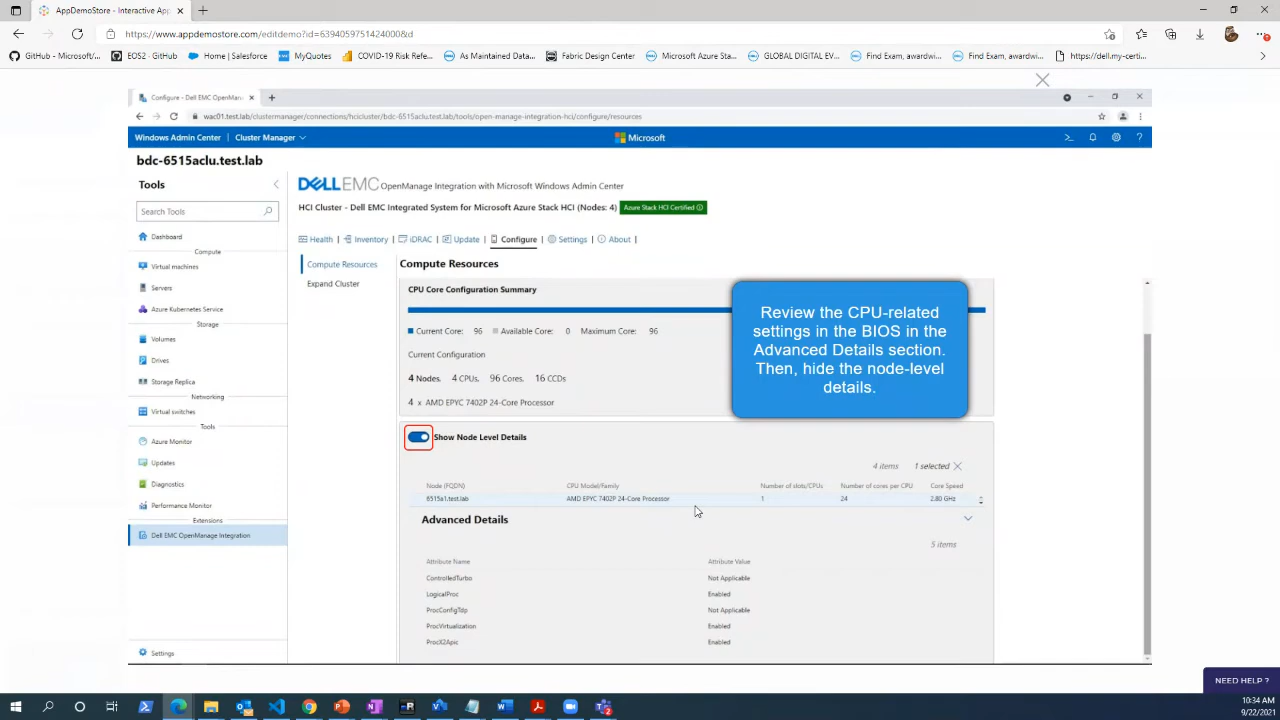 AppDemoStore - Interactive Ap
https://www.appdemostore.com/editdemo?id=6394059751424000&d
GitHub - Microsoft/...
EOS2 - GitHub
Home | Salesforce
MyQuotes
COVID-19 Risk Refe...
As Maintained Data...
Fabric Design Center
Microsoft Azure Sta...
GLOBAL DIGITAL EV...
Find Exam, awardwi...
Find Exam, awardwi...
https://dell.my.sale...
Configure - Dell EMC OpenMan
wac01.test.lab/clustermanager/connections/hcicluster/bdc-6515aclu.test.lab/tools/open-manage-integration-hci/configure/resources
Windows Admin Center | Cluster Manager
Microsoft
bdc-6515aclu.test.lab
Tools
Search Tools
Dashboard
Compute
Virtual machines
Servers
Azure Kubernetes Service
Storage
Volumes
Drives
Storage Replica
Networking
Virtual switches
Tools
Azure Monitor
Updates
Diagnostics
Performance Monitor
Extensions
Dell EMC OpenManage Integration
Settings
DELLEMC OpenManage Integration with Microsoft Windows Admin Center
HCI Cluster - Dell EMC Integrated System for Microsoft Azure Stack HCI (Nodes: 4) Azure Stack HCI Certified
Health | Inventory | iDRAC | Update | Configure | Settings | About |
Compute Resources
Expand Cluster
Compute Resources
CPU Core Configuration Summary
Current Core: 96 Available Core: 0 Maximum Core: 96
Current Configuration
4 Nodes, 4 CPUs, 96 Cores, 16 CCDs
4 x AMD EPYC 7402P 24-Core Processor
Review the CPU-related
settings in the BIOS in the
Advanced Details section.
Then, hide the node-level
details.
Show Node Level Details
4 items 1 selected
Node (FQDN) CPU Model/Family Number of slots/CPUs Number of cores per CPU Core Speed
6515a1.test.lab AMD EPYC 7402P 24-Core Processor 1 24 2.80 GHz
Advanced Details
5 items
Attribute Name Attribute Value
ControlledTurbo Not Applicable
LogicalProc Enabled
ProcConfigTdp Not Applicable
ProcVirtualization Enabled
ProcX2Apic Enabled
NEED HELP ?
10:34 AM
9/22/2021